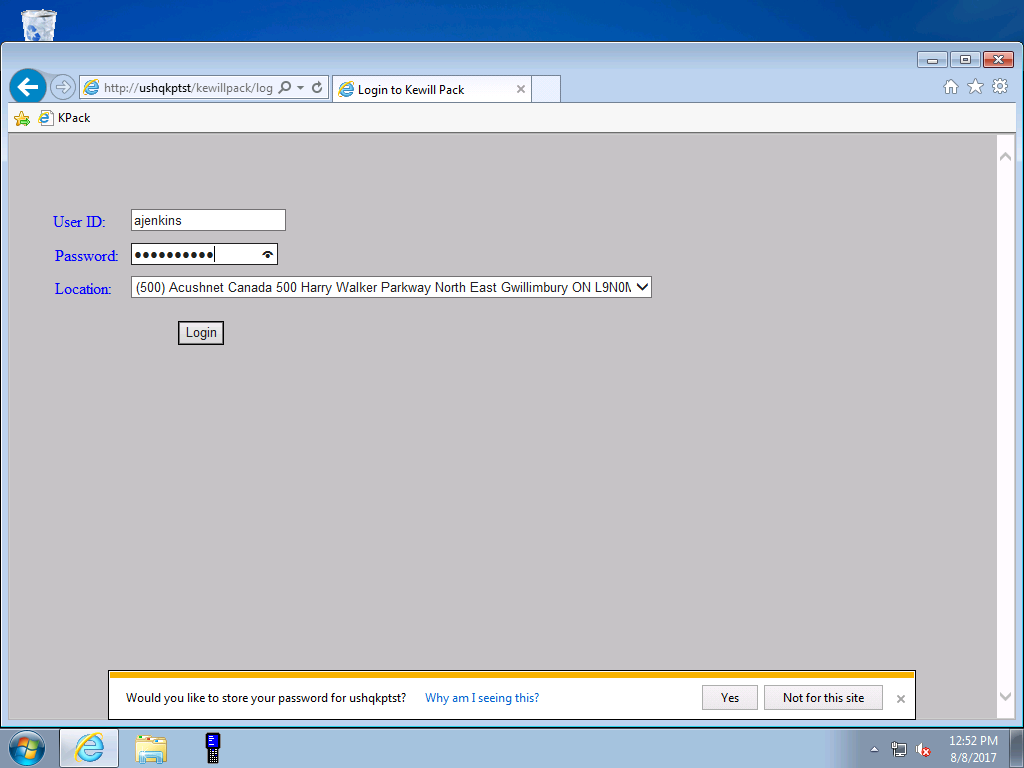 http://ushqkptst/kewillpack/log
Login to Kewill Pack
KPack
User ID:
ajenkins
Password:
Location:
(500) Acushnet Canada 500 Harry Walker Parkway North East Gwillimbury ON L9N0M
Login
Would you like to store your password for ushqkptst?
Why am I seeing this?
Yes
Not for this site
12:52 PM
8/8/2017